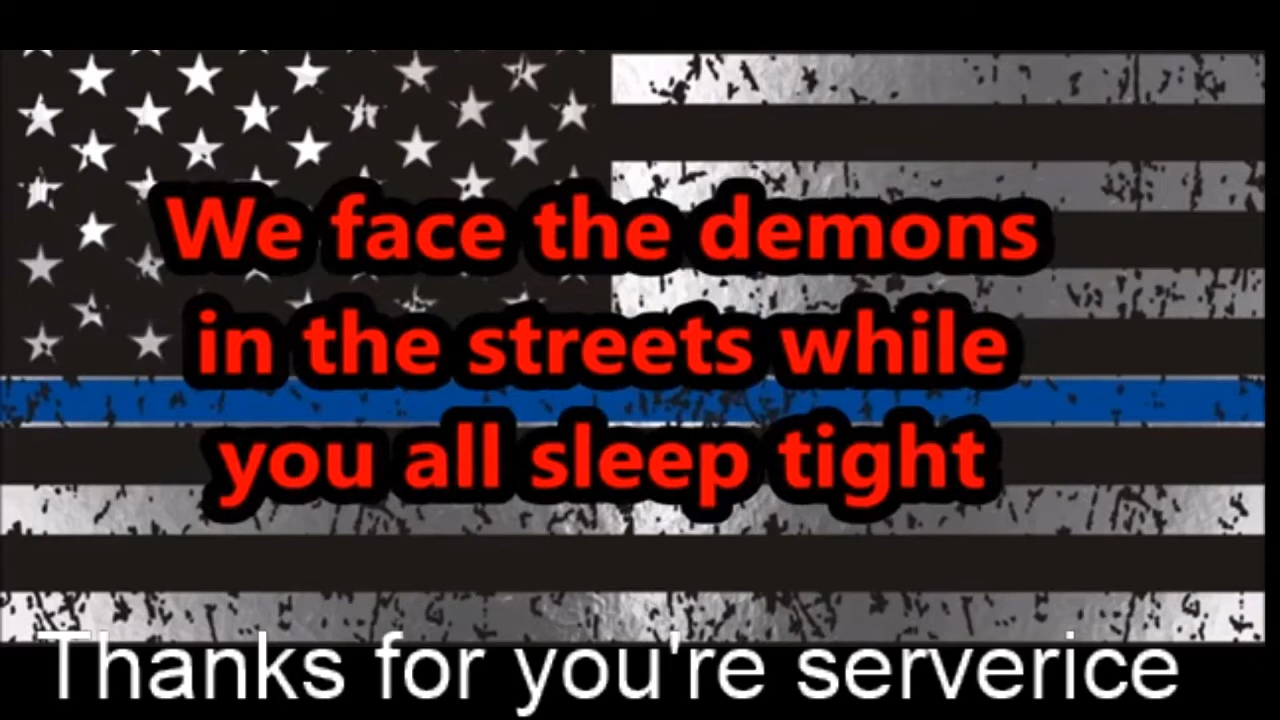 We face the demons
in the streets while
you all sleep tight
Thanks for you're serverice